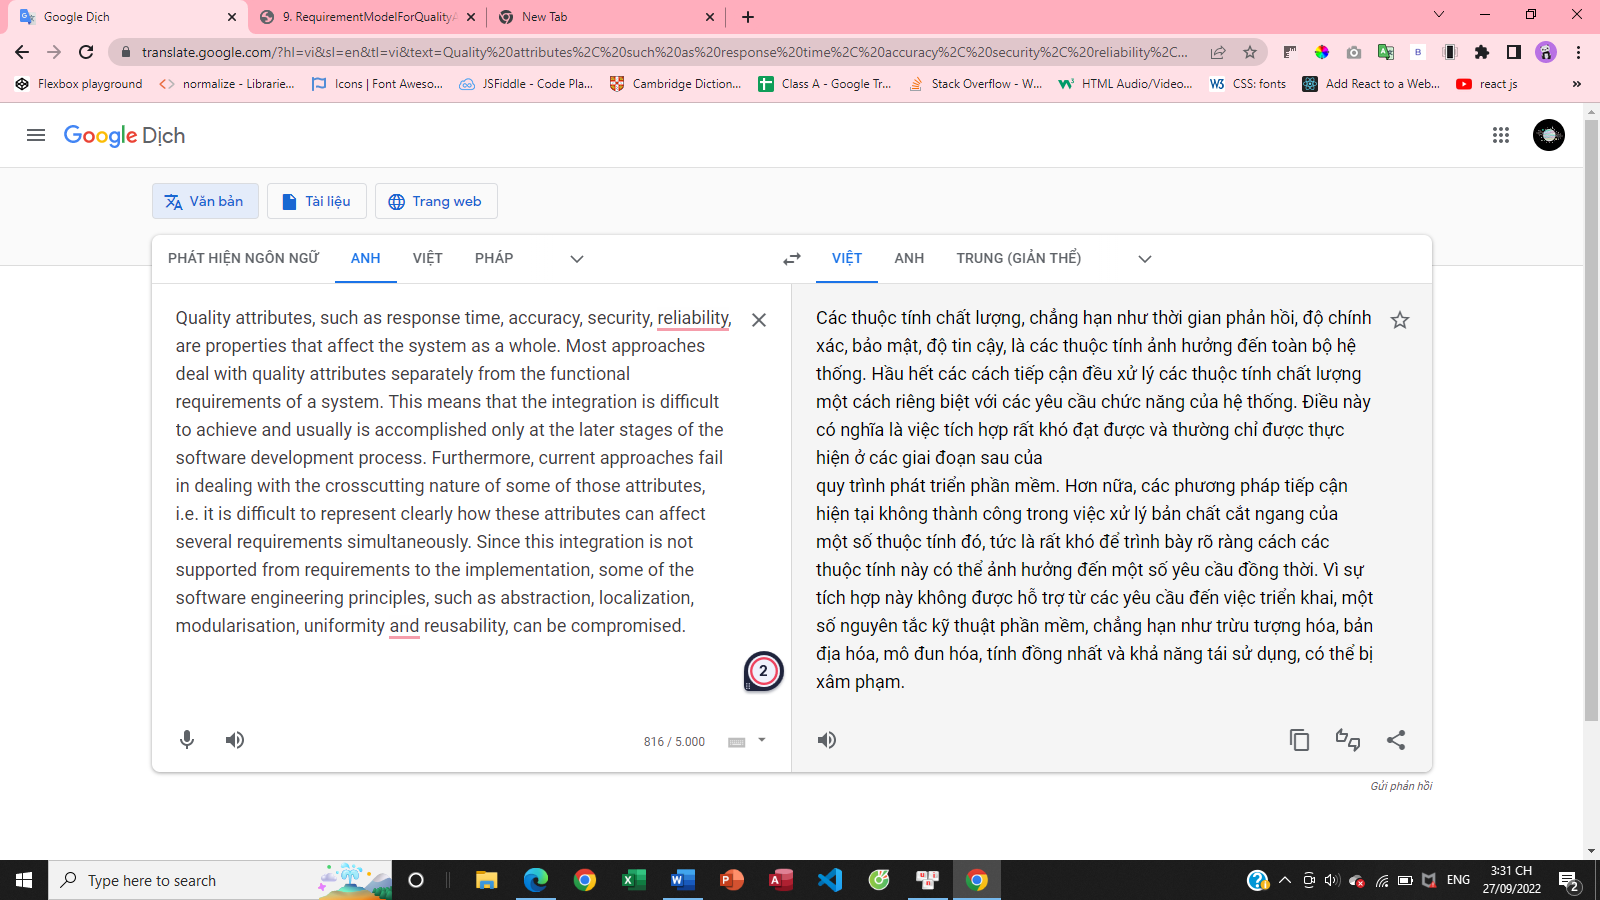 Google Dịch
9. RequirementModelForQualityA
New Tab
translate.google.com/?hl=vi&sl=en&tl=vi&text=Quality%20attributes%2C%20such%20as%20response%20time%2C%20accuracy%2C%20security%2C%20reliability%2C...
Flexbox playground
normalize - Librarie...
Icons | Font Aweso...
JSFiddle - Code Pla...
Cambridge Diction...
Class A - Google Tr...
Stack Overflow - W...
HTML Audio/Video...
CSS: fonts
Add React to a Web...
react js
Google Dịch
Văn bản
Tài liệu
Trang web
PHÁT HIỆN NGÔN NGỮ
ANH
VIỆT
PHÁP
VIỆT
ANH
TRUNG (GIẢN THỂ)
Quality attributes, such as response time, accuracy, security, reliability,
are properties that affect the system as a whole. Most approaches
deal with quality attributes separately from the functional
requirements of a system. This means that the integration is difficult
to achieve and usually is accomplished only at the later stages of the
software development process. Furthermore, current approaches fail
in dealing with the crosscutting nature of some of those attributes,
i.e. it is difficult to represent clearly how these attributes can affect
several requirements simultaneously. Since this integration is not
supported from requirements to the implementation, some of the
software engineering principles, such as abstraction, localization,
modularisation, uniformity and reusability, can be compromised.
2
816 / 5.000
Các thuộc tính chất lượng, chẳng hạn như thời gian phản hồi, độ chính
xác, bảo mật, độ tin cậy, là các thuộc tính ảnh hưởng đến toàn bộ hệ
thống. Hầu hết các cách tiếp cận đều xử lý các thuộc tính chất lượng
một cách riêng biệt với các yêu cầu chức năng của hệ thống. Điều này
có nghĩa là việc tích hợp rất khó đạt được và thường chỉ được thực
hiện ở các giai đoạn sau của
quy trình phát triển phần mềm. Hơn nữa, các phương pháp tiếp cận
hiện tại không thành công trong việc xử lý bản chất cắt ngang của
một số thuộc tính đó, tức là rất khó để trình bày rõ ràng cách các
thuộc tính này có thể ảnh hưởng đến một số yêu cầu đồng thời. Vì sự
tích hợp này không được hỗ trợ từ các yêu cầu đến việc triển khai, một
số nguyên tắc kỹ thuật phần mềm, chẳng hạn như trừu tượng hóa, bản
địa hóa, mô đun hóa, tính đồng nhất và khả năng tái sử dụng, có thể bị
xâm phạm.
Gửi phản hồi
Type here to search
ENG
3:31 CH
27/09/2022
2